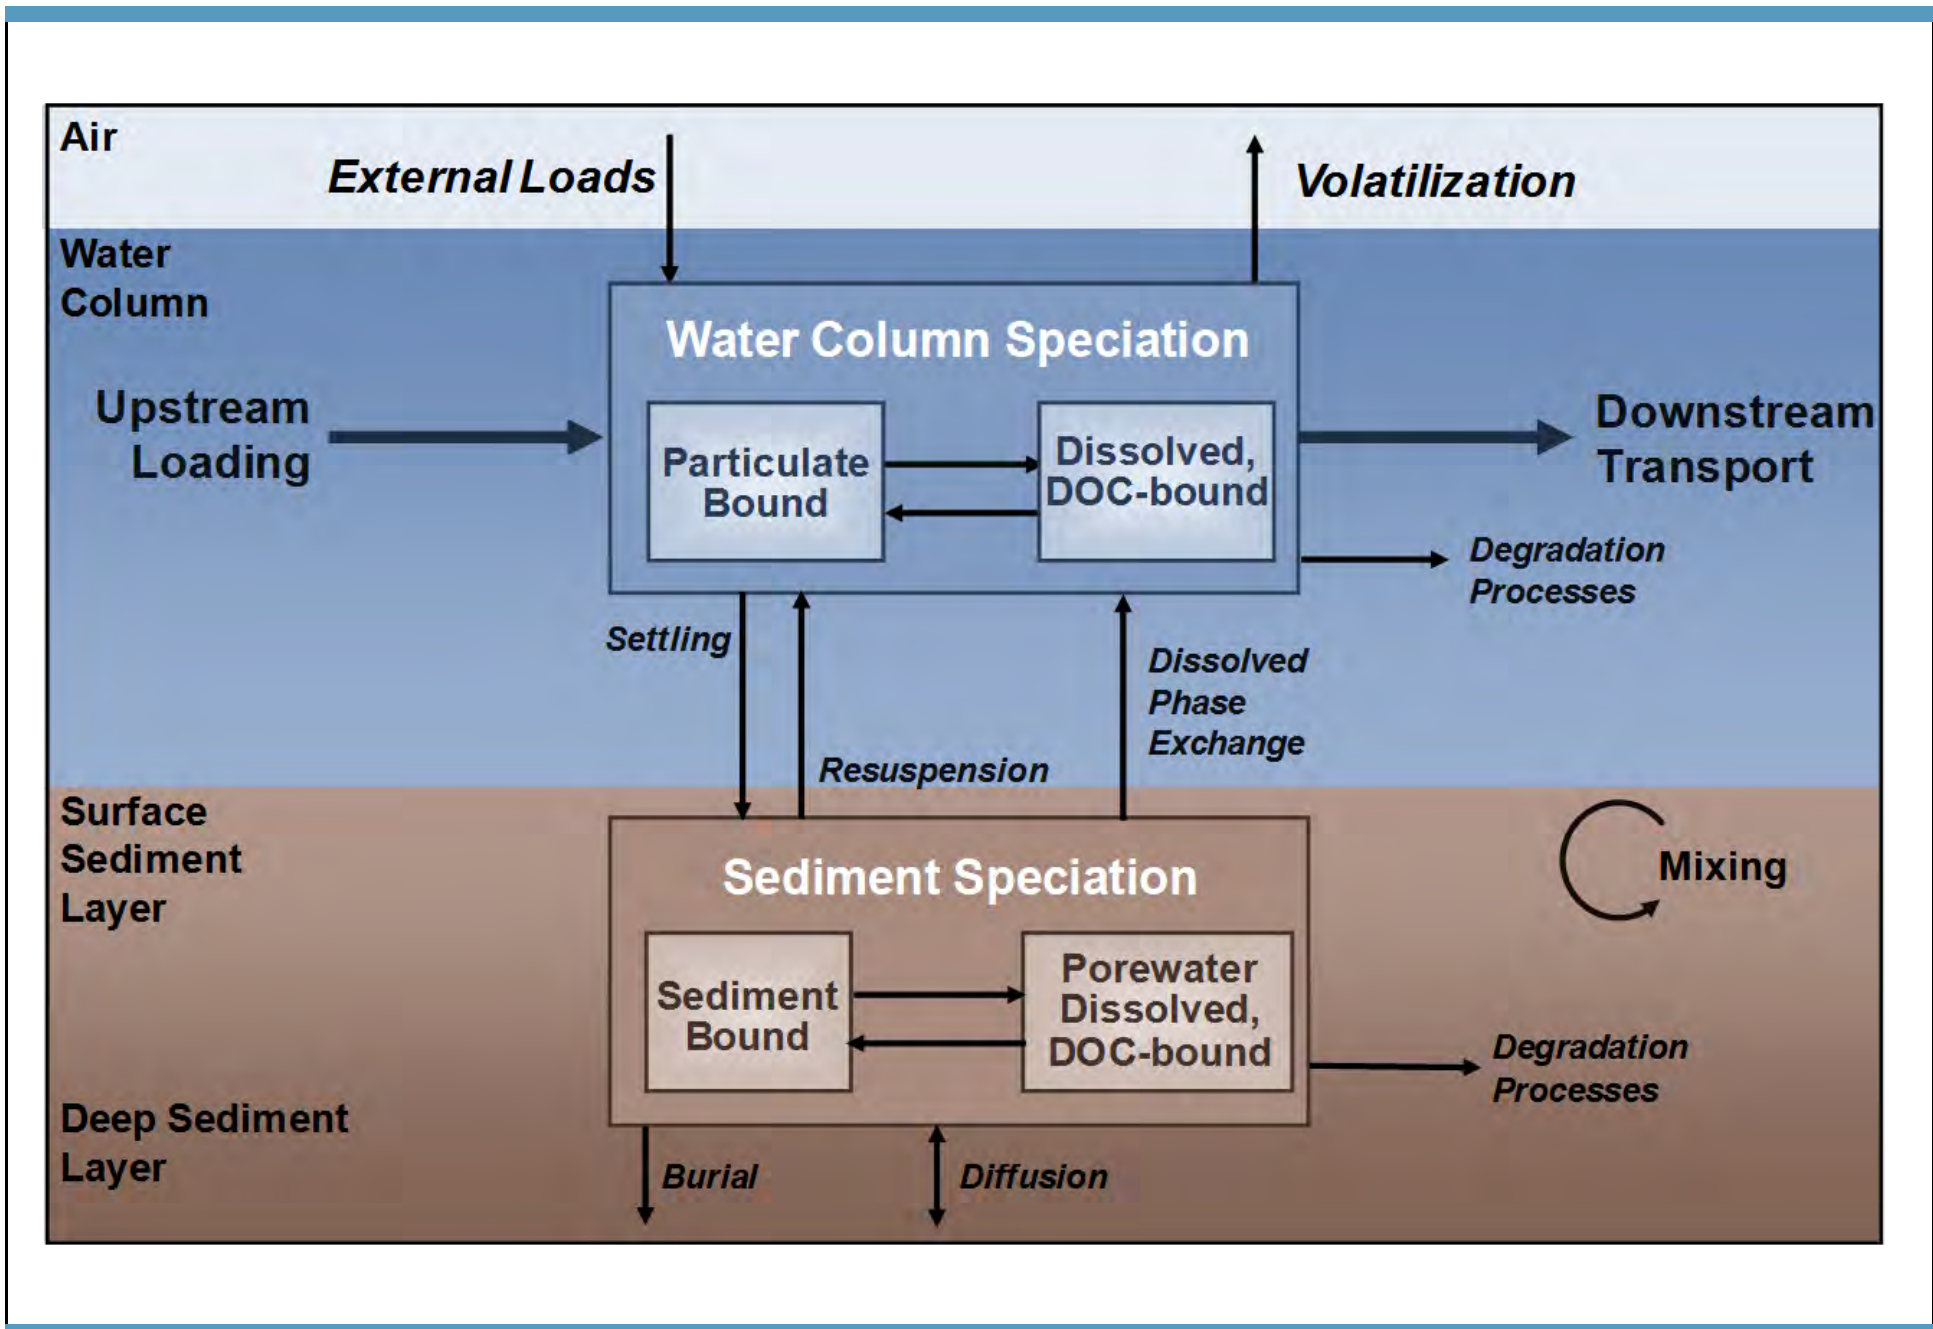 Air
External Loads
Volatilization
Water
Column
Water Column Speciation
Upstream
Loading
Particulate
Bound
Dissolved,
DOC-bound
Downstream
Transport
Degradation
Processes
Settling
Resuspension
Dissolved
Phase
Exchange
Surface
Sediment
Layer
Sediment Speciation
Mixing
Sediment
Bound
Porewater
Dissolved,
DOC-bound
Degradation
Processes
Deep Sediment
Layer
Burial
Diffusion